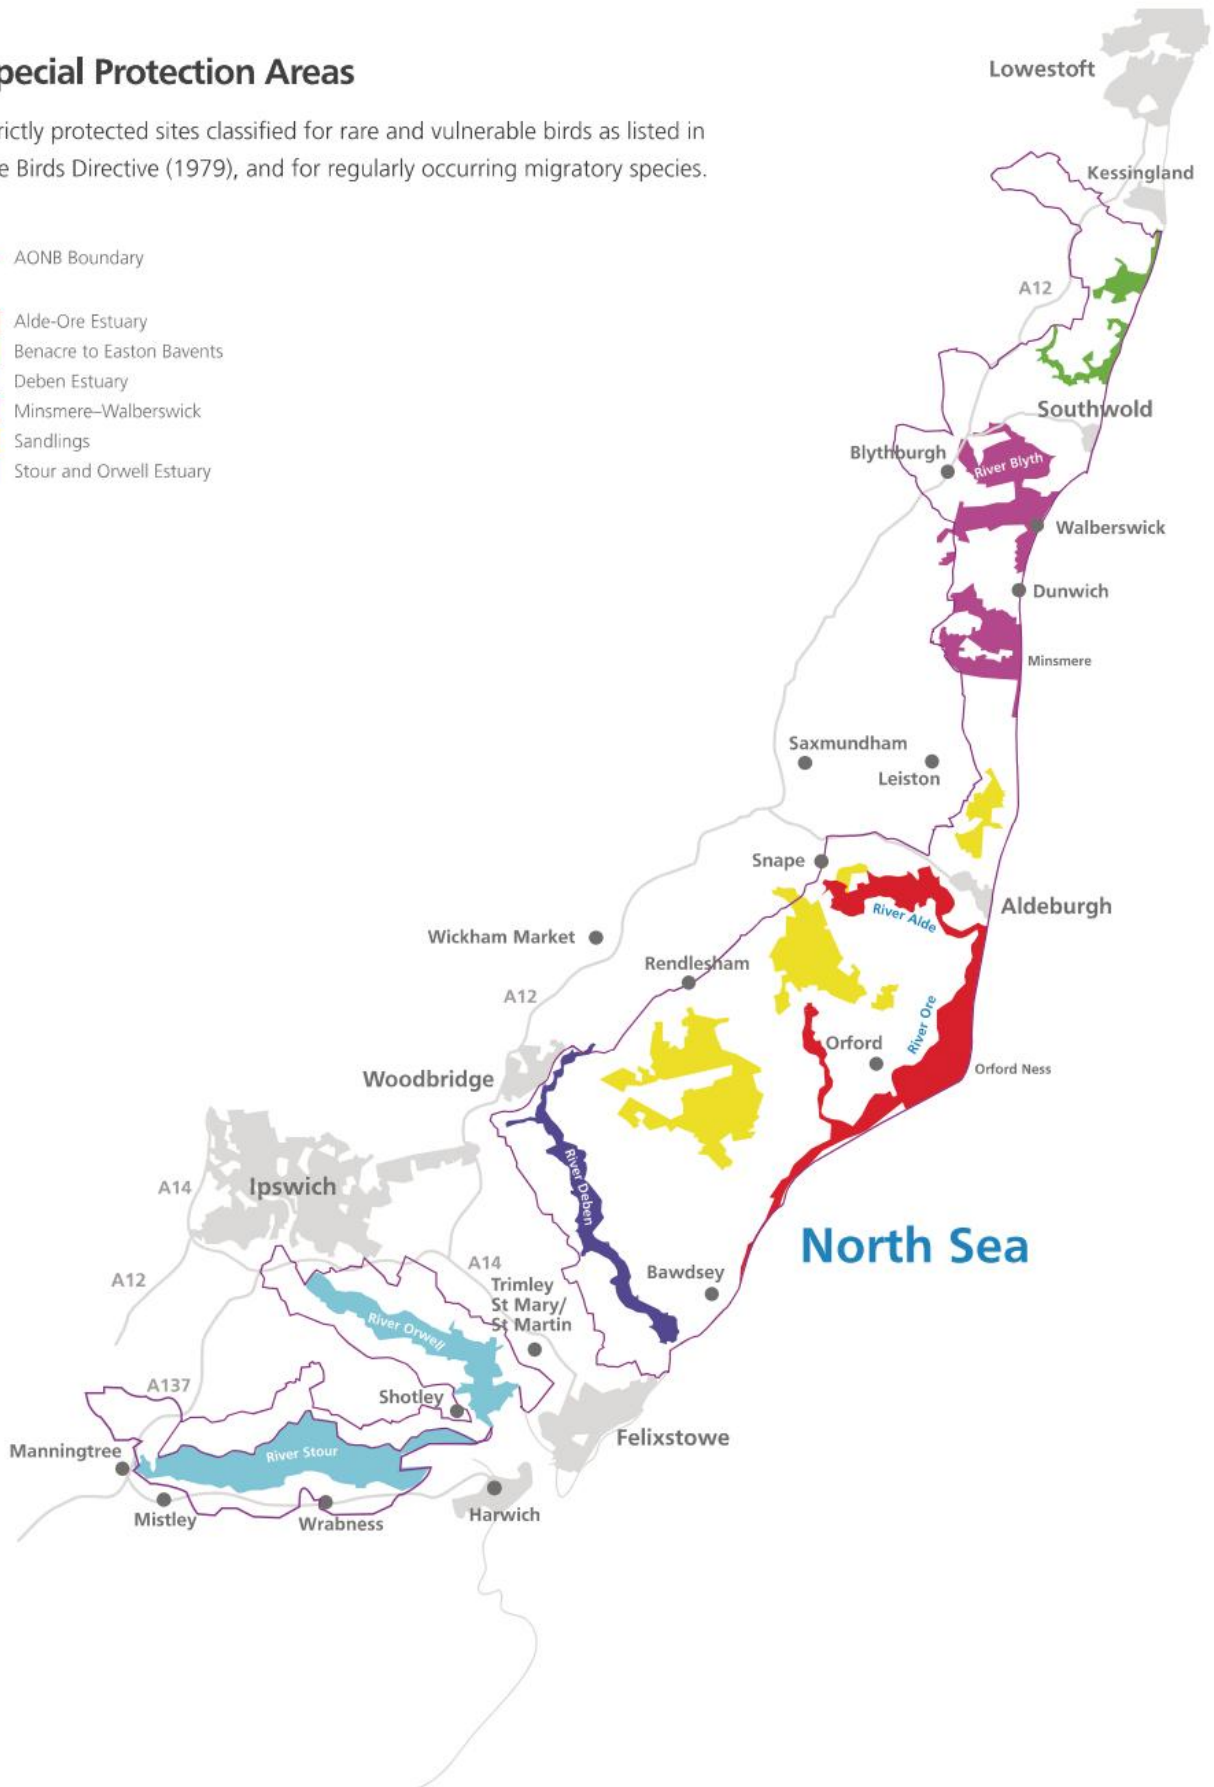 pecial Protection Areas
rictly protected sites classified for rare and vulnerable birds as listed in
e Birds Directive (1979), and for regularly occurring migratory species.
AONB Boundary
Alde-Ore Estuary
Benacre to Easton Bavents
Deben Estuary
Minsmere–Walberswick
Sandlings
Stour and Orwell Estuary
Lowestoft
Kessingland
A12
Southwold
Blythburgh
River Blyth
Walberswick
Dunwich
Minsmere
Saxmundham
Leiston
Snape
Aldeburgh
River Alde
Wickham Market
Rendlesham
A12
River Ore
Orford
Orford Ness
Woodbridge
A14
Ipswich
River Deben
North Sea
A12
A14
Bawdsey
Trimley
St Mary/
St Martin
River Orwell
A137
Shotley
Felixstowe
Manningtree
River Stour
Mistley
Wrabness
Harwich